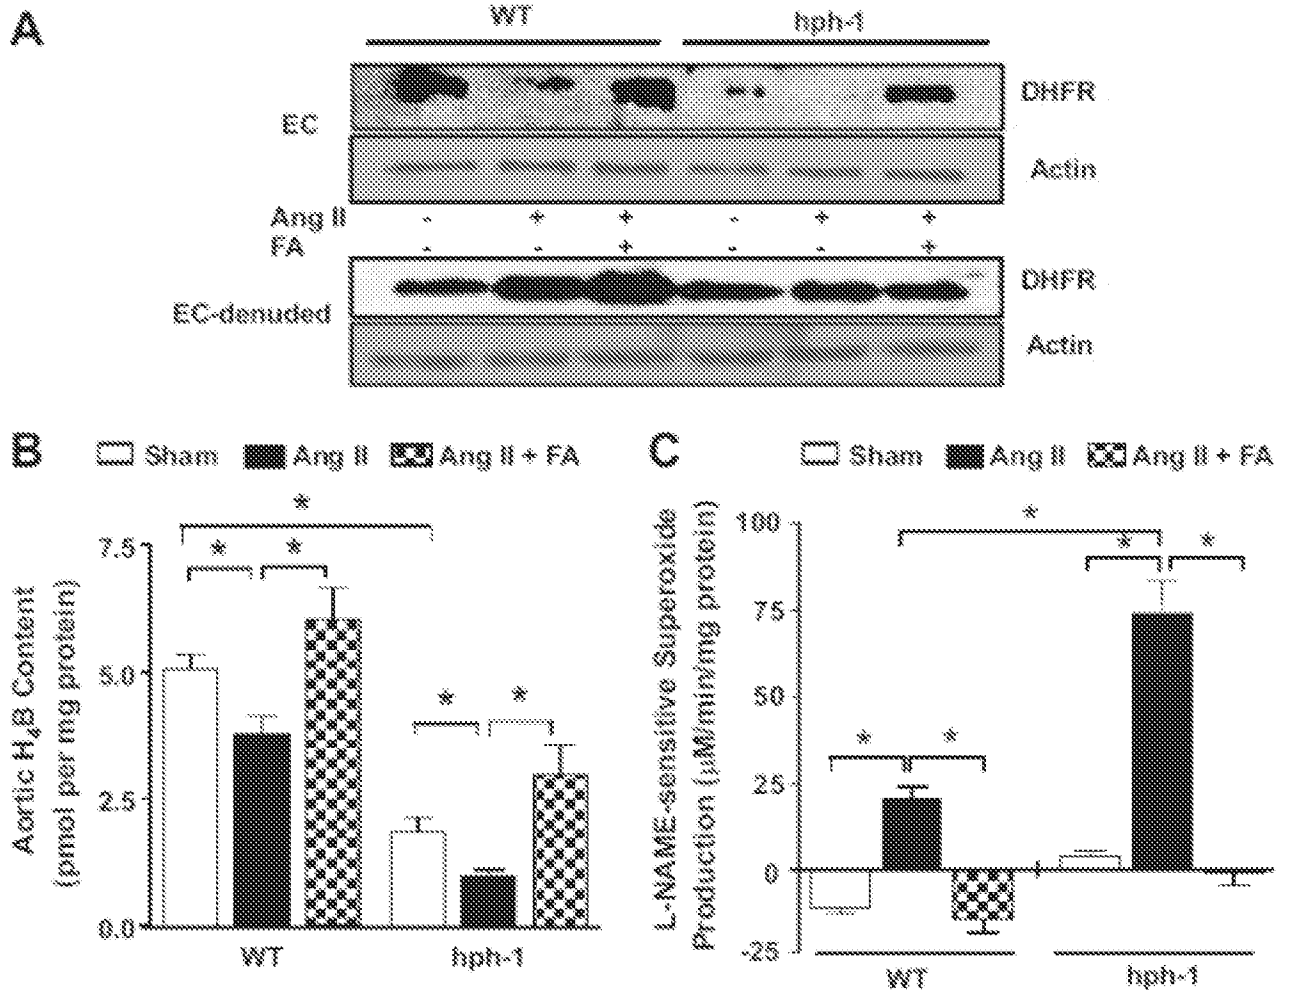 A
WT hph-1
DHFR
EC
Actin
Ang II - + + - + +
FA - - + - - +
DHFR
EC-denuded
Actin
B
Sham Ang II Ang II + FA
*
* *
* *
7.5
5.0
2.5
0.0
Aortic H4B Content
(pmol per mg protein)
WT hph-1
C
Sham Ang II Ang II + FA
*
* *
* *
100
75
50
25
0
-25
L-NAME-sensitive Superoxide
Production (μM/min/mg protein)
WT hph-1